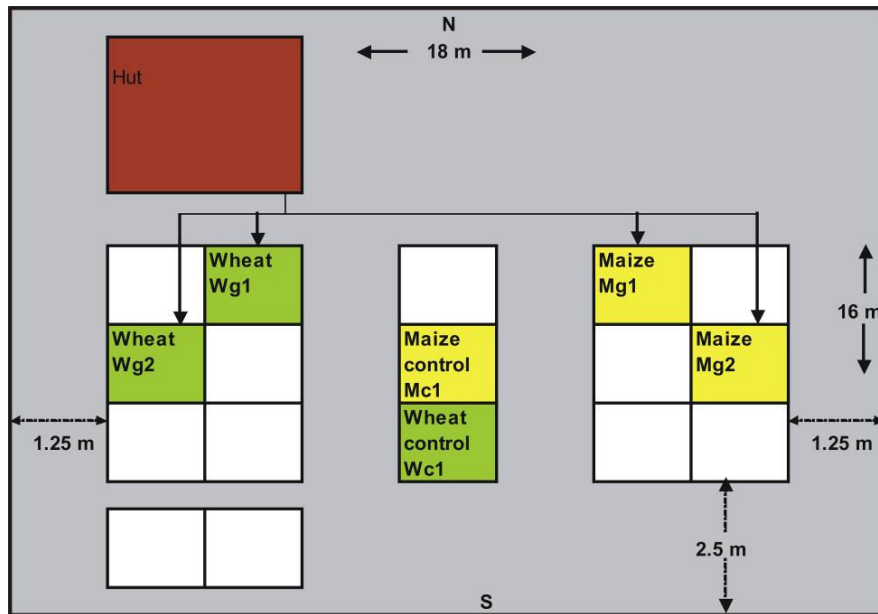 N
18 m
Hut
Wheat
Wg1
Maize
Mg1
16 m
Wheat
Wg2
Maize
control
Mc1
Maize
Mg2
Wheat
control
Wc1
1.25 m
1.25 m
2.5 m
S